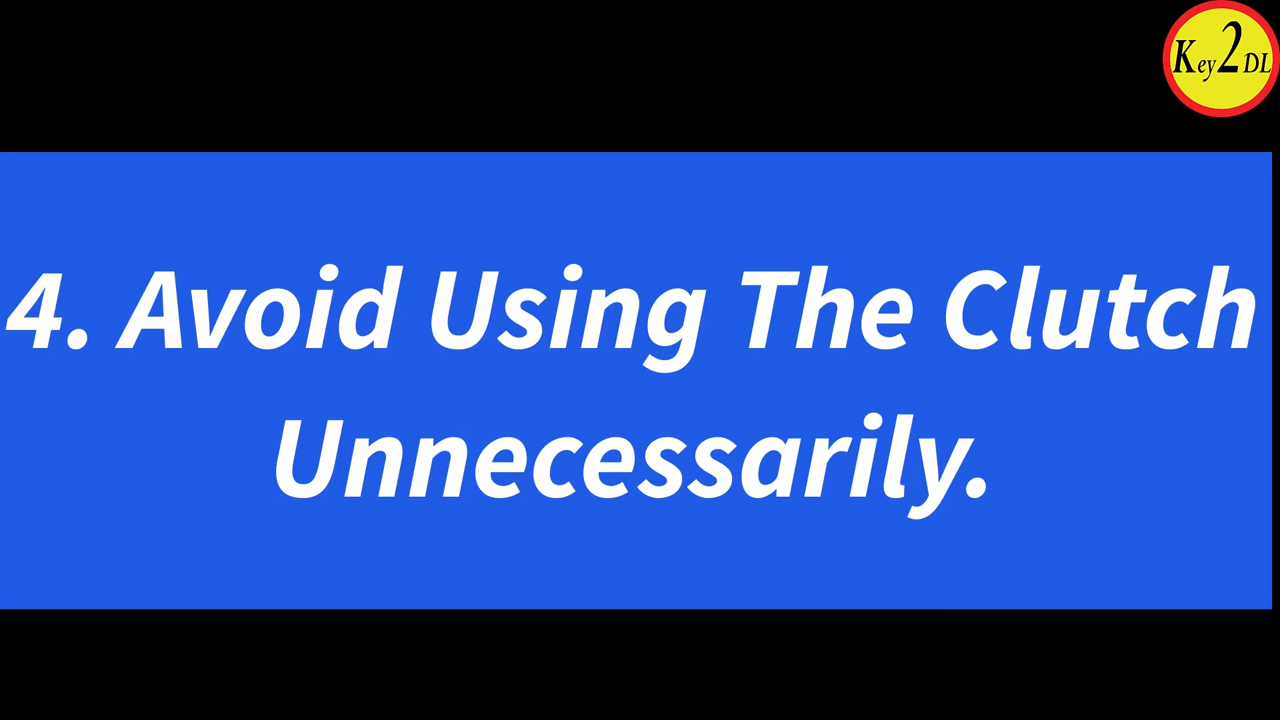 Key2DL
4. Avoid Using The Clutch
Unnecessarily.